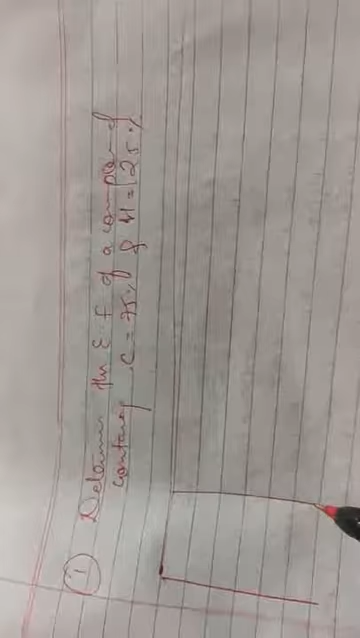 ① Determine the E.F of a compound
containing C = 75% & H = 25%